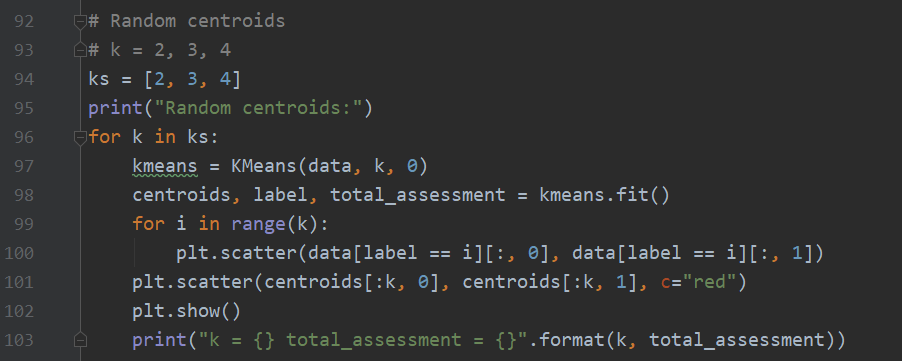 92 # Random centroids
93 # k = 2, 3, 4
94 ks = [2, 3, 4]
95 print("Random centroids:")
96 for k in ks:
97     kmeans = KMeans(data, k, 0)
98     centroids, label, total_assessment = kmeans.fit()
99     for i in range(k):
100         plt.scatter(data[label == i][:, 0], data[label == i][:, 1])
101     plt.scatter(centroids[:k, 0], centroids[:k, 1], c="red")
102     plt.show()
103     print("k = {} total_assessment = {}".format(k, total_assessment))